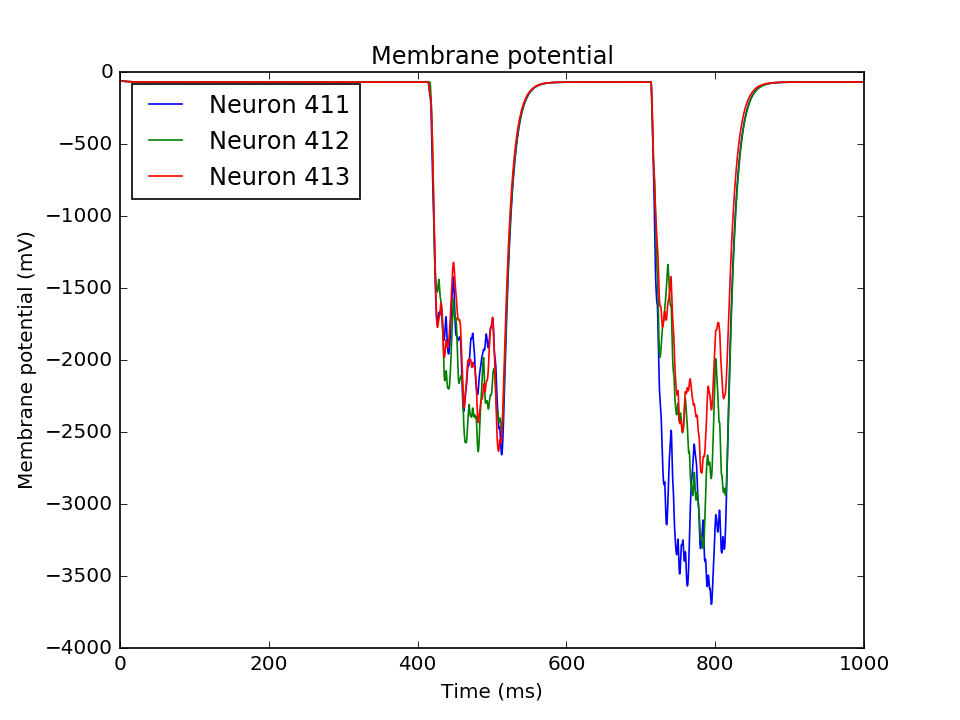 Membrane potential
0
−500
−1000
−1500
−2000
−2500
−3000
−3500
−4000
Membrane potential (mV)
Neuron 411
Neuron 412
Neuron 413
0 200 400 600 800 1000
Time (ms)